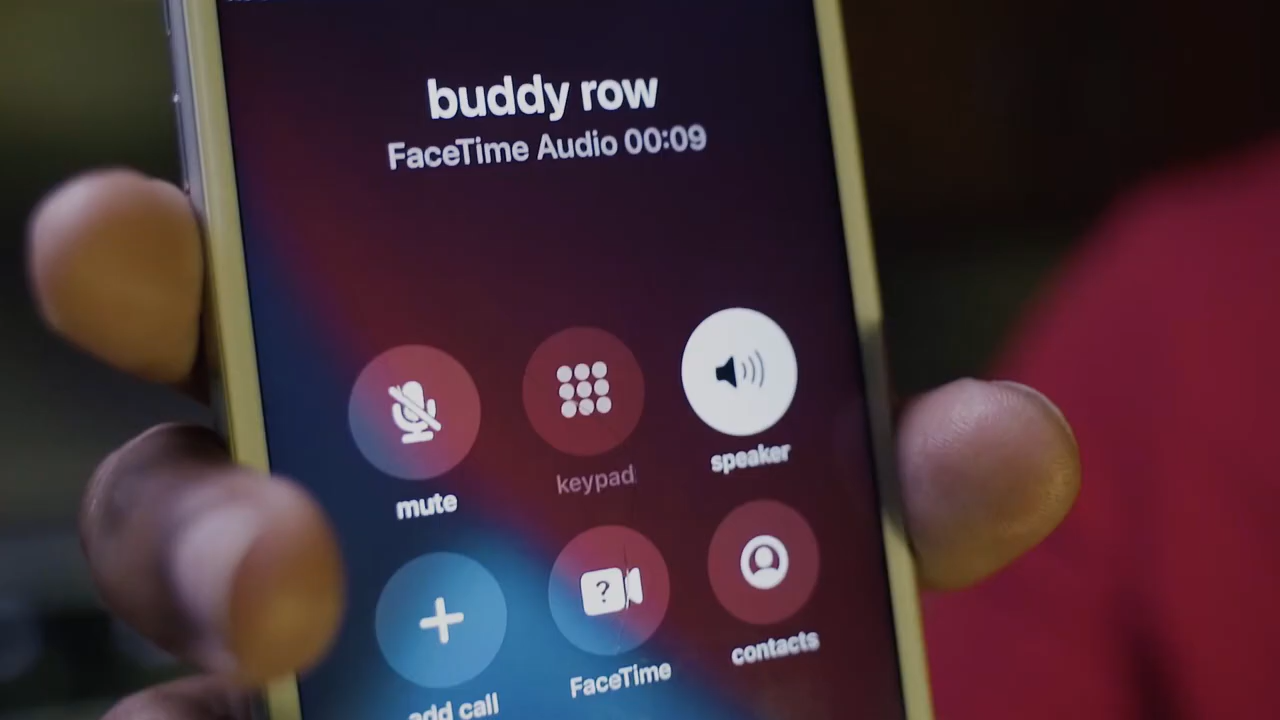 buddy row
FaceTime Audio 00:09
mute
keypad
speaker
add call
?
FaceTime
contacts